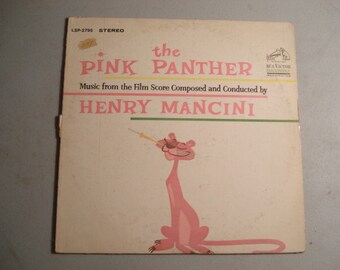 LSP-2795 STEREO
the
PINK PANTHER
RCA VICTOR
Music from the Film Score Composed and Conducted by
HENRY MANCINI